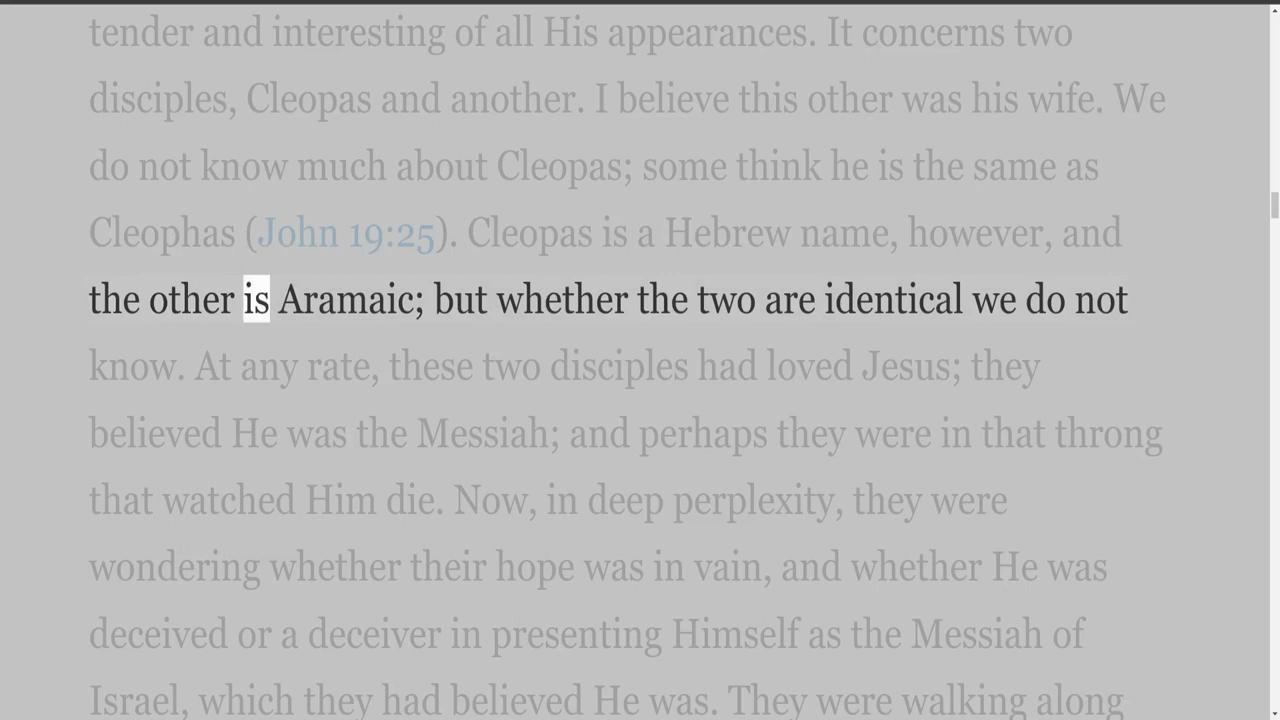 tender and interesting of all His appearances. It concerns two
disciples, Cleopas and another. I believe this other was his wife. We
do not know much about Cleopas; some think he is the same as
Cleophas (John 19:25). Cleopas is a Hebrew name, however, and
the other is Aramaic; but whether the two are identical we do not
know. At any rate, these two disciples had loved Jesus; they
believed He was the Messiah; and perhaps they were in that throng
that watched Him die. Now, in deep perplexity, they were
wondering whether their hope was in vain, and whether He was
deceived or a deceiver in presenting Himself as the Messiah of
Israel, which they had believed He was. They were walking along